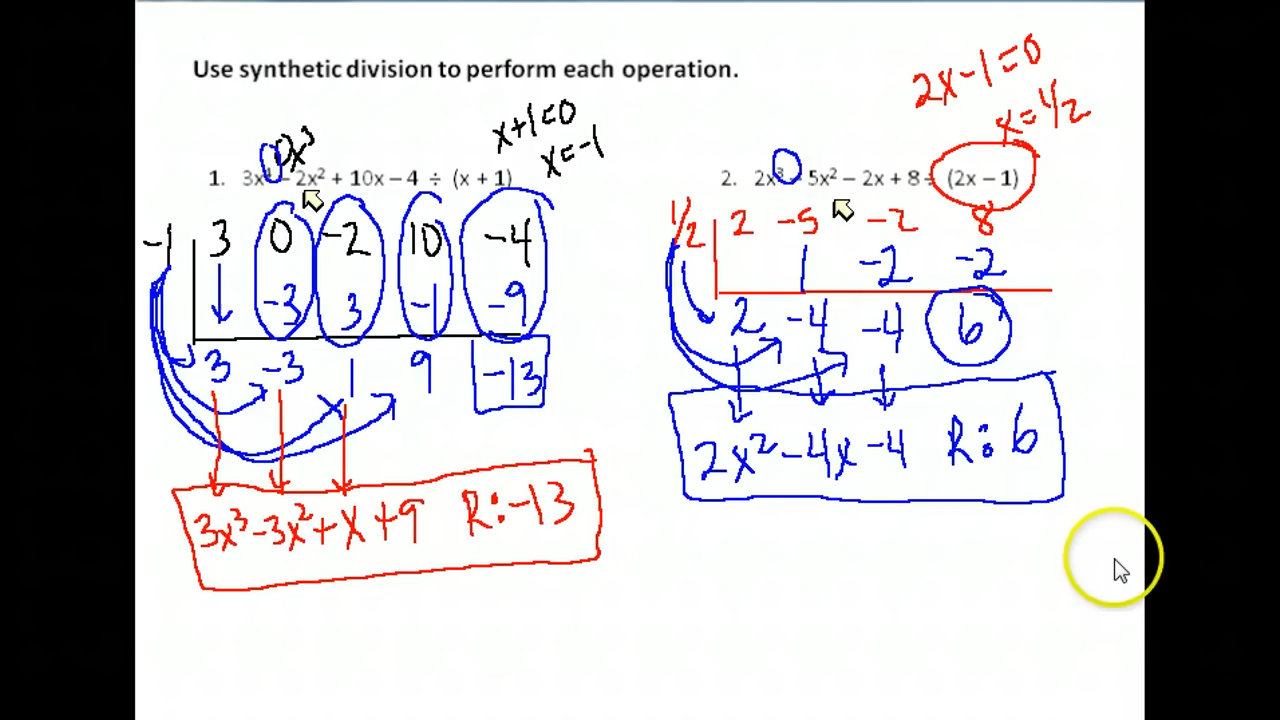 Use synthetic division to perform each operation.
2x-1=0
x=1/2
x+1=0
x=-1
0x³
0
1. 3x⁴ - 2x² + 10x - 4 ÷ (x + 1)
-1 3 0 -2 10 -4
-3 3 -1 -9
3 -3 1 9 -13
3x³-3x²+x+9 R:-13
0
2. 2x³ - 5x² - 2x + 8 ÷ (2x - 1)
1/2 2 -5 -2 8
1 -2 -2
2 -4 -4 6
2x²-4x-4 R:6